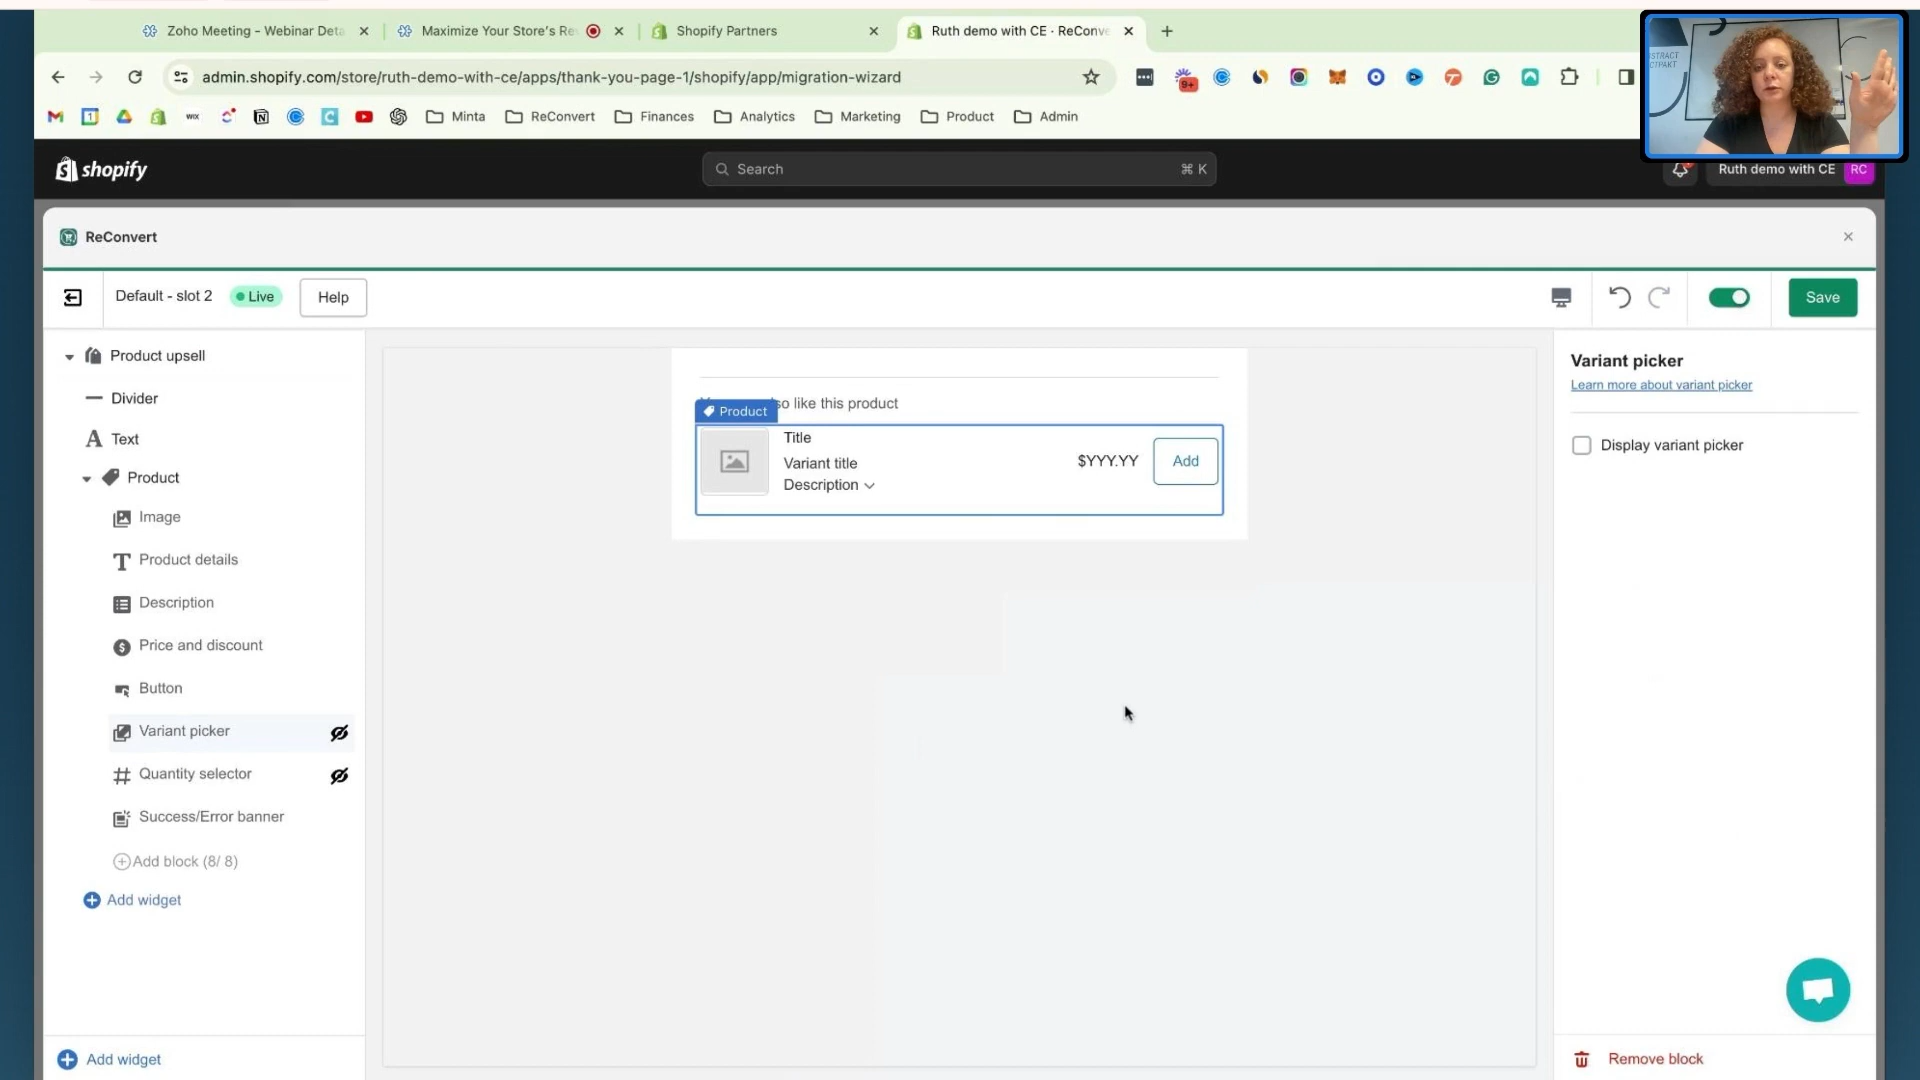 Zoho Meeting - Webinar Deta
Maximize Your Store's Re
Shopify Partners
Ruth demo with CE · ReConve
admin.shopify.com/store/ruth-demo-with-ce/apps/thank-you-page-1/shopify/app/migration-wizard
9+
WIX
Minta
ReConvert
Finances
Analytics
Marketing
Product
Admin
shopify
Search
⌘ K
Ruth demo with CE
RC
ReConvert
Default - slot 2
Live
Help
Save
Product upsell
Divider
Text
Product
Image
Product details
Description
Price and discount
Button
Variant picker
Quantity selector
Success/Error banner
Add block (8/ 8)
Add widget
Add widget
so like this product
Product
Title
Variant title
Description
$YYY.YY
Add
Variant picker
Learn more about variant picker
Display variant picker
Remove block